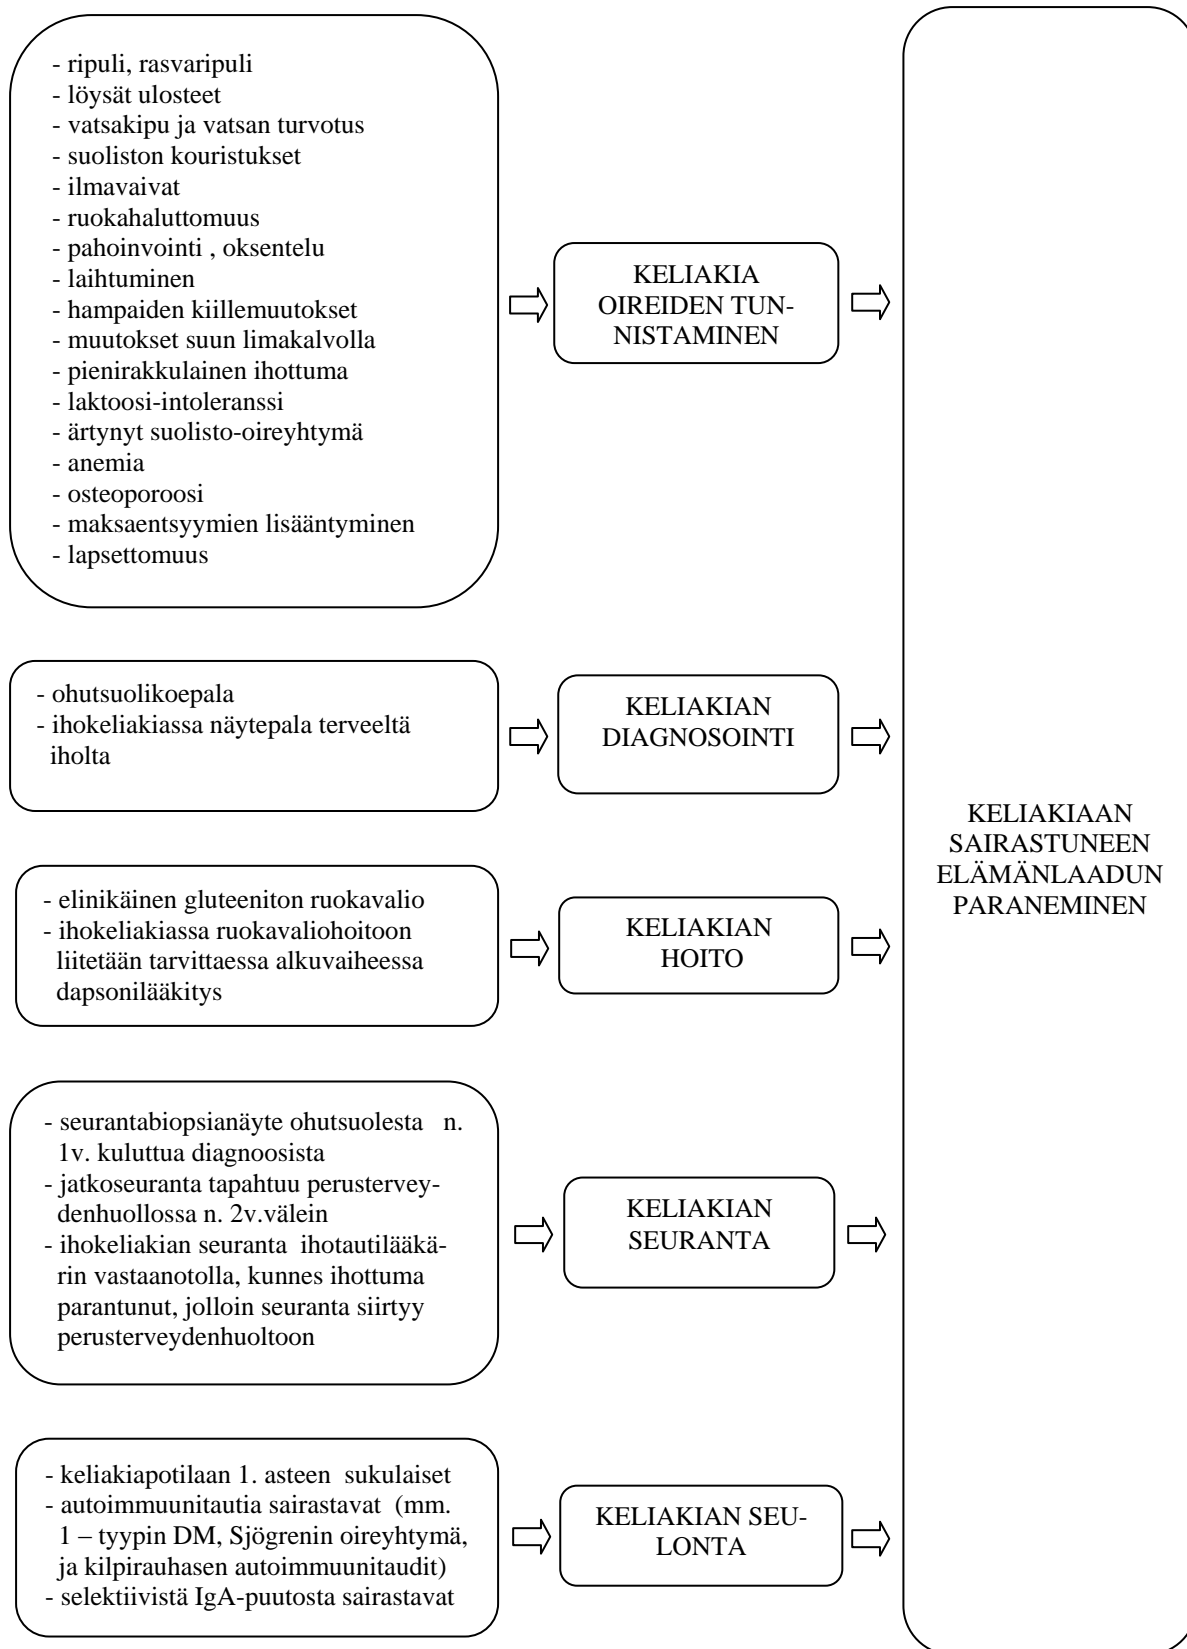 - ripuli, rasvaripuli
- löysät ulosteet
- vatsakipu ja vatsan turvotus
- suoliston kouristukset
- ilmavaivat
- ruokahaluttomuus
- pahoinvointi , oksentelu
- laihtuminen
- hampaiden kiillemuutokset
- muutokset suun limakalvolla
- pienirakkulainen ihottuma
- laktoosi-intoleranssi
- ärtynyt suolisto-oireyhtymä
- anemia
- osteoporoosi
- maksaentsyymien lisääntyminen
- lapsettomuus
KELIAKIA
OIREIDEN TUN-
NISTAMINEN
- ohutsuolikoepala
- ihokeliakiassa näytepala terveeltä
iholta
KELIAKIAN
DIAGNOSOINTI
- elinikäinen gluteeniton ruokavalio
- ihokeliakiassa ruokavaliohoitoon
liitetään tarvittaessa alkuvaiheessa
dapsonilääkitys
KELIAKIAN
HOITO
- seurantabiopsianäyte ohutsuolesta n.
1v. kuluttua diagnoosista
- jatkoseuranta tapahtuu perustervey-
denhuollossa n. 2v.välein
- ihokeliakian seuranta ihotautilääkä-
rin vastaanotolla, kunnes ihottuma
parantunut, jolloin seuranta siirtyy
perusterveydenhuoltoon
KELIAKIAN
SEURANTA
- keliakiapotilaan 1. asteen sukulaiset
- autoimmuunitautia sairastavat (mm.
1 – tyypin DM, Sjögrenin oireyhtymä,
ja kilpirauhasen autoimmuunitaudit)
- selektiivistä IgA-puutosta sairastavat
KELIAKIAN SEU-
LONTA
KELIAKIAAN
SAIRASTUNEEN
ELÄMÄNLAADUN
PARANEMINEN